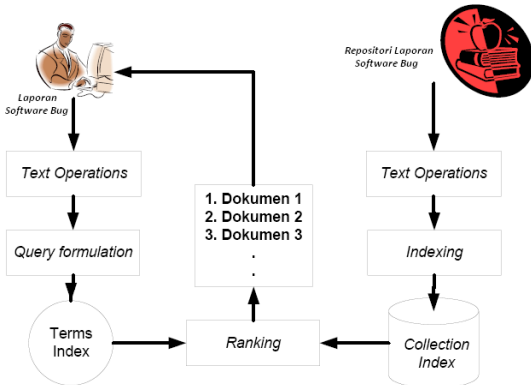 Laporan
Software Bug
Repositori Laporan
Software Bug
Text Operations
Query formulation
Terms
Index
1. Dokumen 1
2. Dokumen 2
3. Dokumen 3
.
.
Ranking
Text Operations
Indexing
Collection
Index